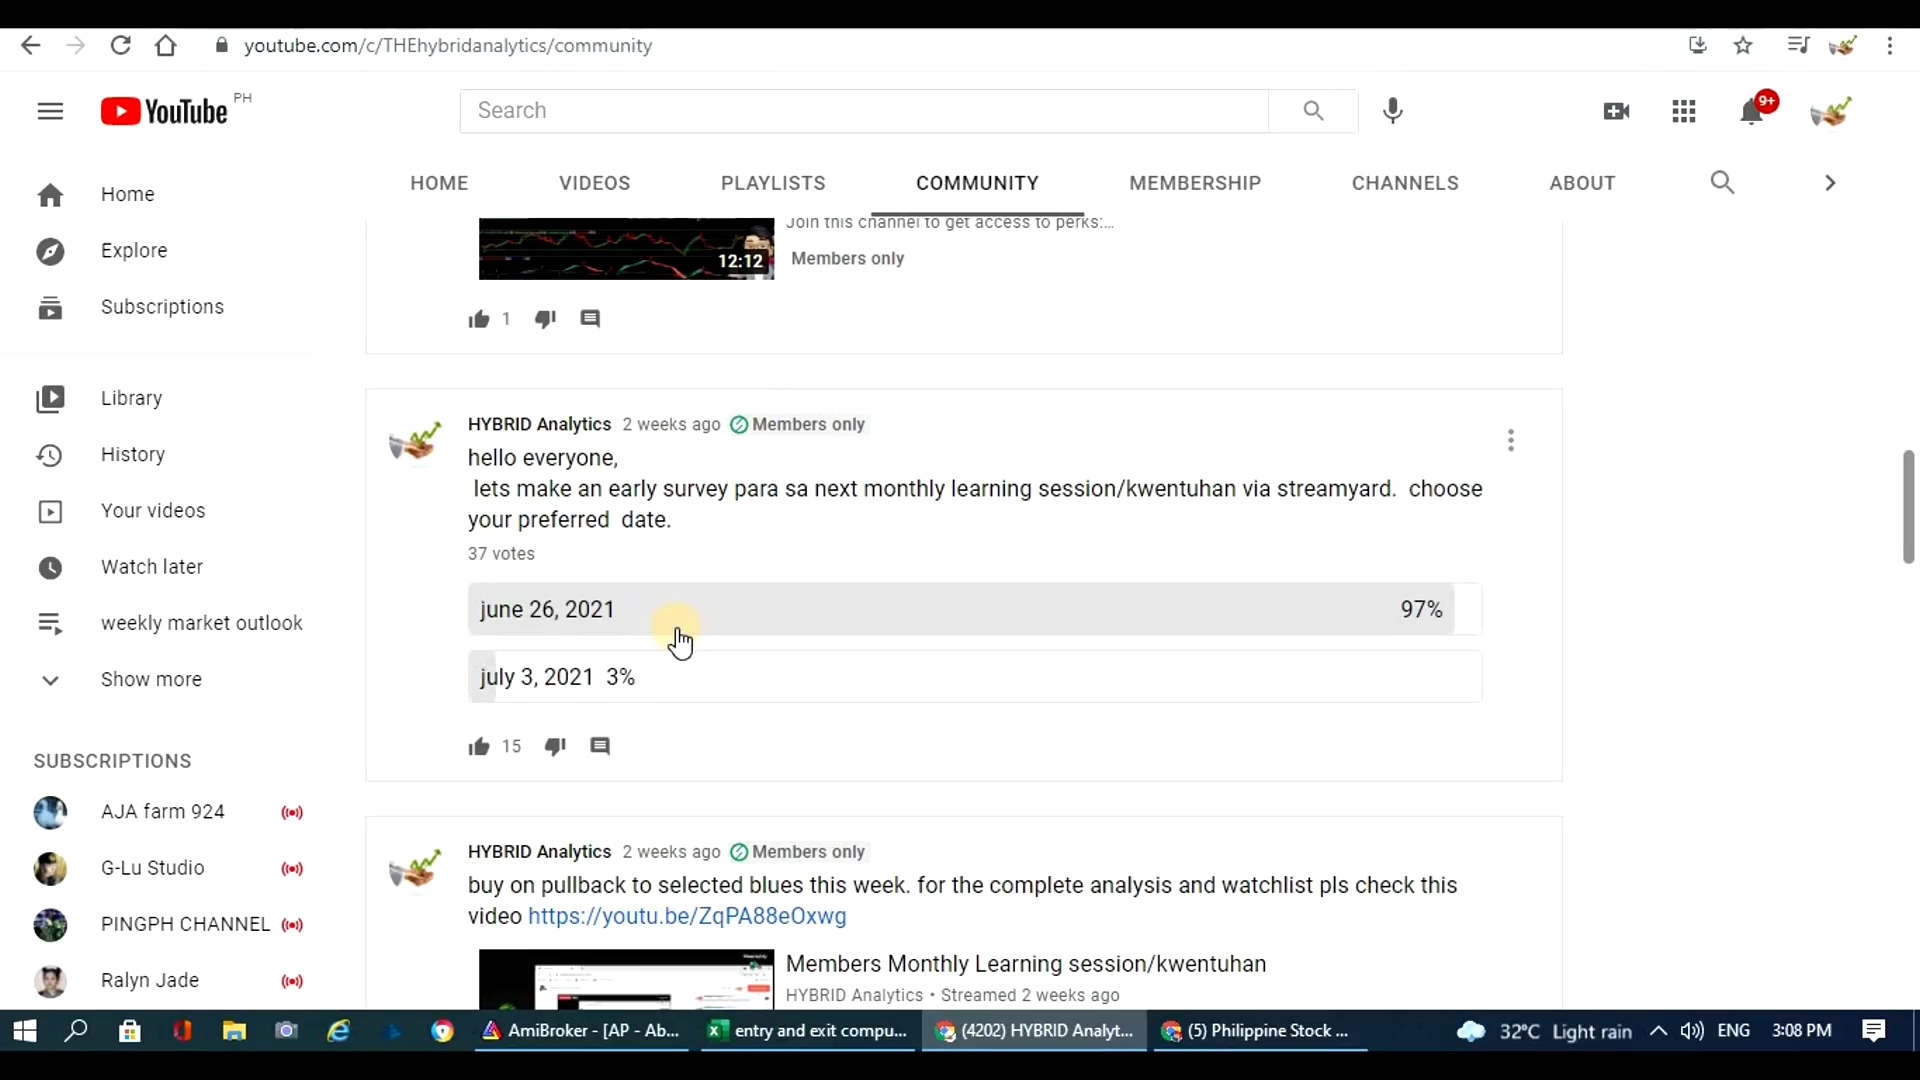 youtube.com/c/THEhybridanalytics/community
YouTube PH
Search
9+
HOME VIDEOS PLAYLISTS COMMUNITY MEMBERSHIP CHANNELS ABOUT
Home
Explore
Subscriptions
Library
History
Your videos
Watch later
weekly market outlook
Show more
SUBSCRIPTIONS
AJA farm 924
G-Lu Studio
PINGPH CHANNEL
Ralyn Jade
Join this channel to get access to perks:...
12:12
Members only
1
HYBRID Analytics 2 weeks ago Members only
hello everyone,
lets make an early survey para sa next monthly learning session/kwentuhan via streamyard. choose
your preferred date.
37 votes
june 26, 2021 97%
july 3, 2021 3%
15
HYBRID Analytics 2 weeks ago Members only
buy on pullback to selected blues this week. for the complete analysis and watchlist pls check this
video https://youtu.be/ZqPA88eOxwg
Members Monthly Learning session/kwentuhan
HYBRID Analytics • Streamed 2 weeks ago
AmiBroker - [AP - Ab... entry and exit compu... (4202) HYBRID Analyt... (5) Philippine Stock ... 32°C Light rain ENG 3:08 PM